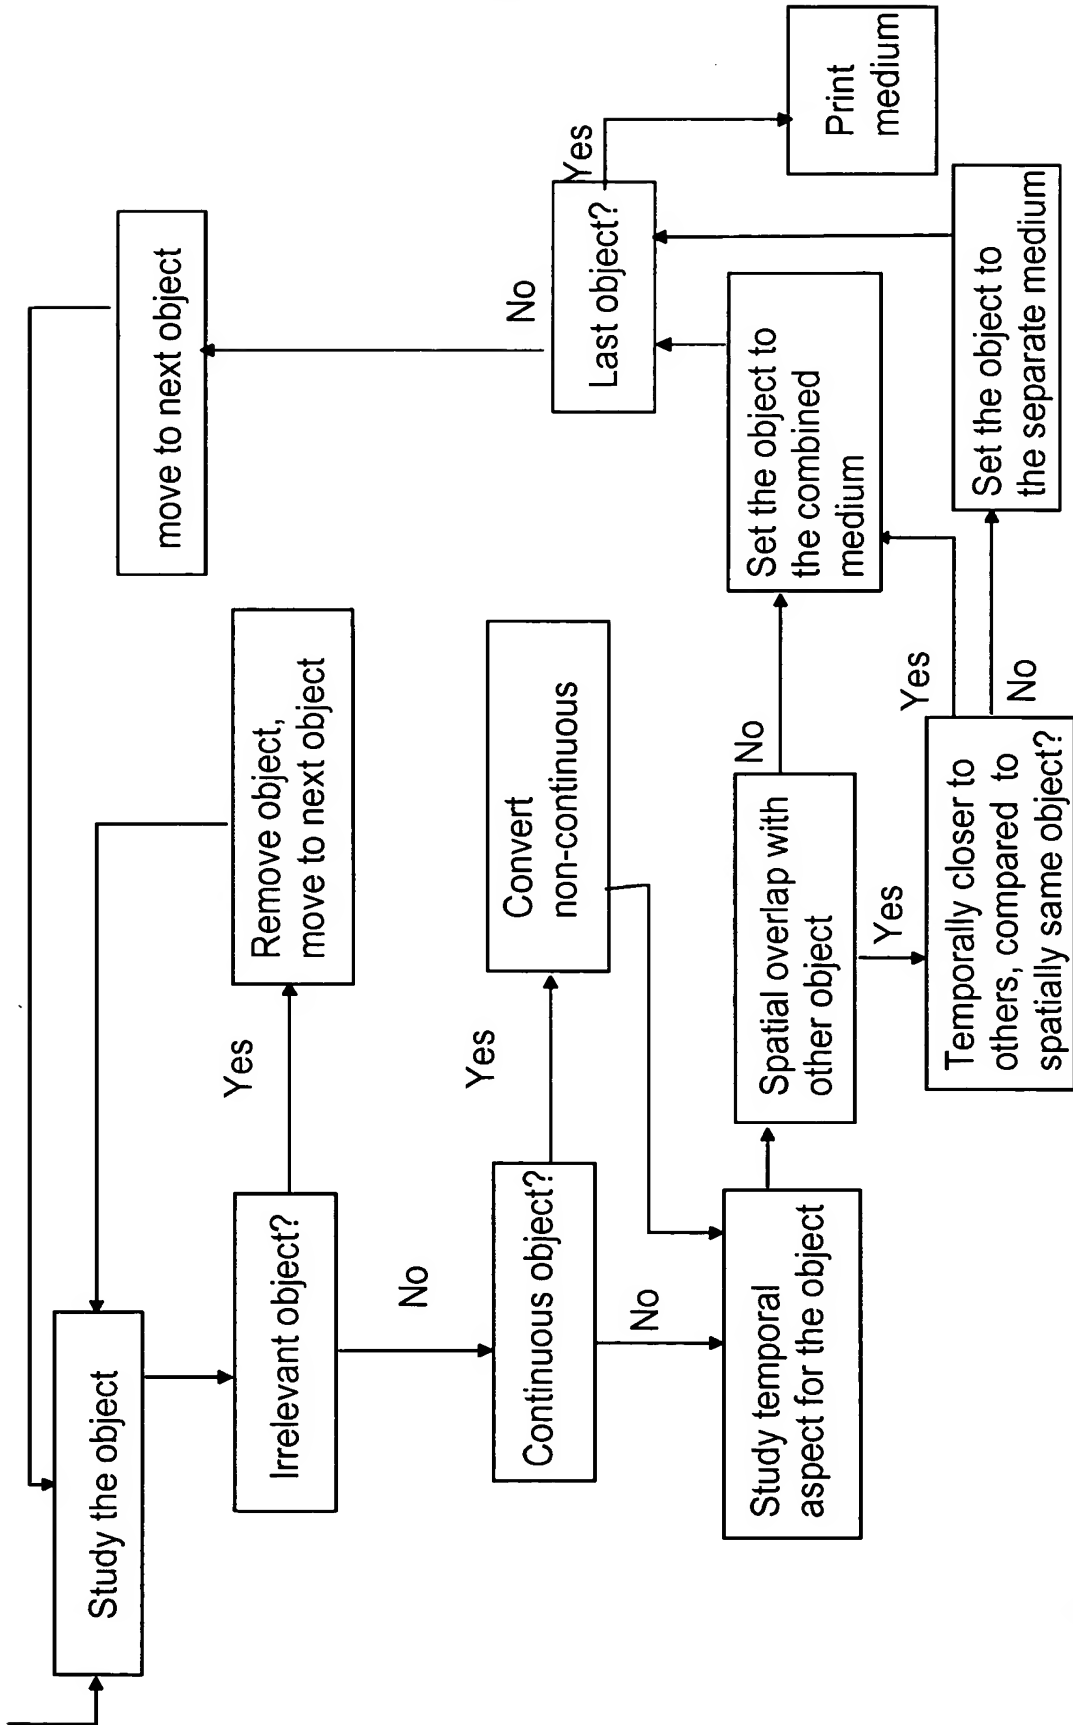 Study the object
Irrelevant object?
Yes
Remove object,
move to next object
No
Continuous object?
Yes
Convert
non-continuous
No
Study temporal
aspect for the object
Spatial overlap with
other object
No
Yes
Temporally closer to
others, compared to
spatially same object?
Yes
No
Set the object to
the combined
medium
Set the object to
the separate medium
Last object?
No
move to next object
Yes
Print
medium